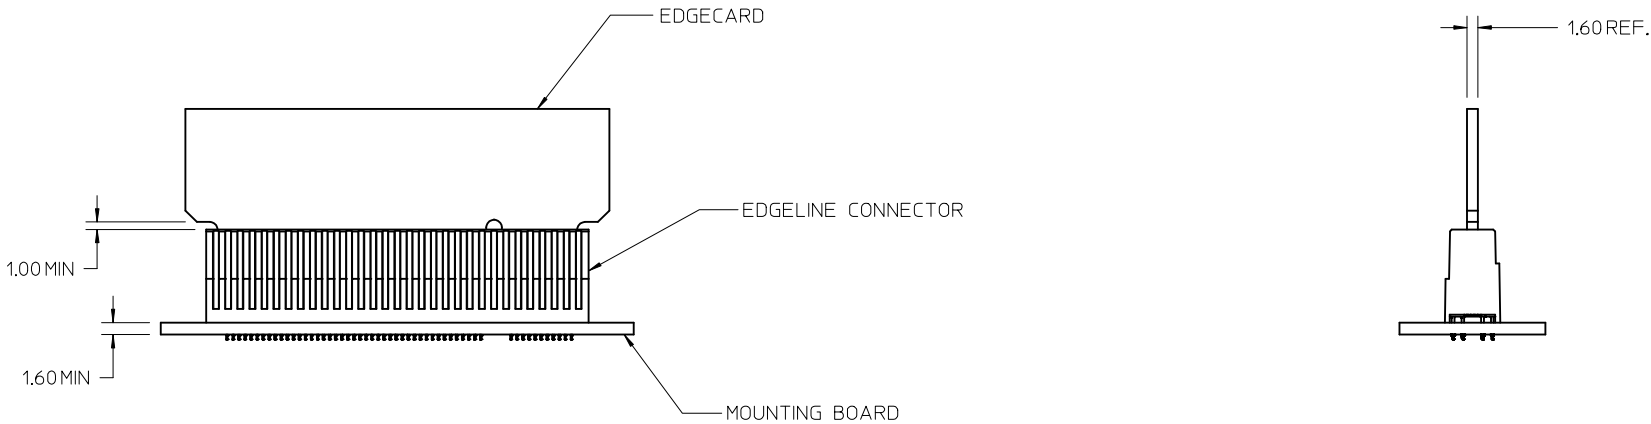 EDGECARD
1.60 REF.
EDGELINE CONNECTOR
1.00 MIN
1.60 MIN
MOUNTING BOARD